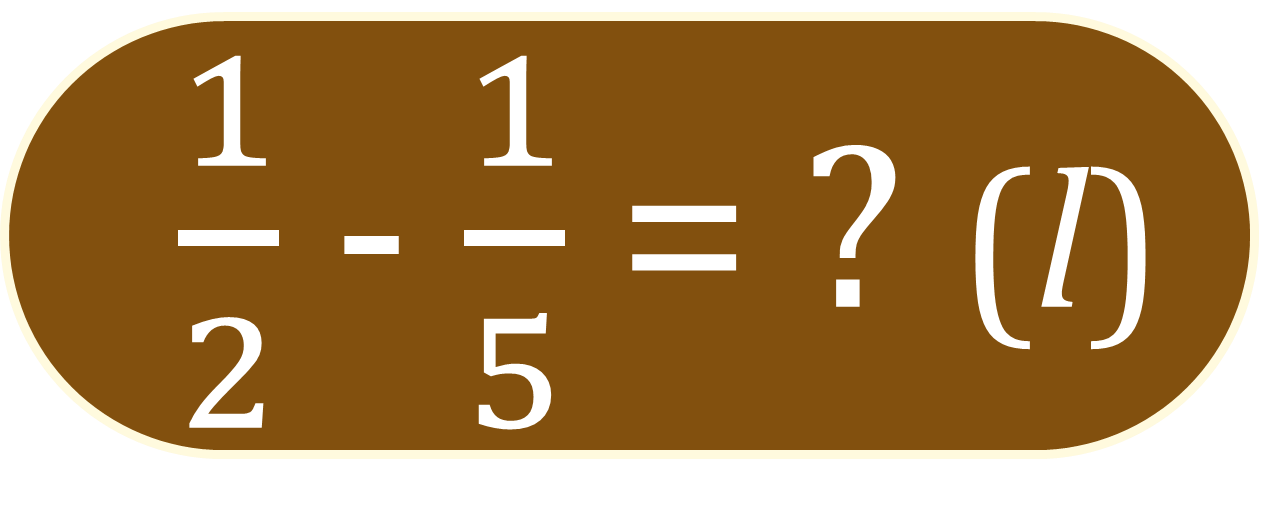 1/2 - 1/5 = ? (l)